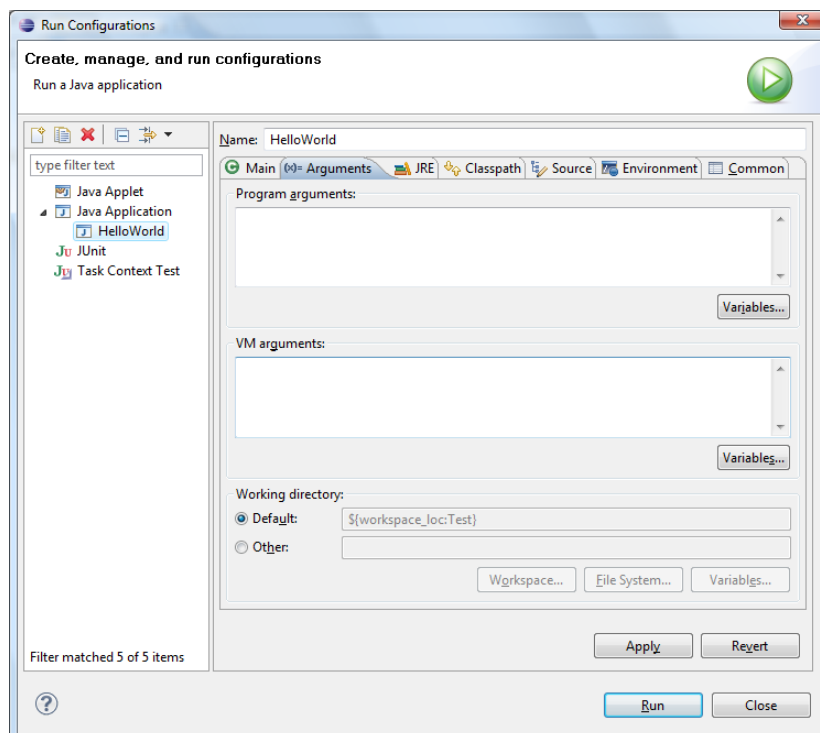 Run Configurations
Create, manage, and run configurations
Run a Java application
type filter text
Java Applet
Java Application
HelloWorld
JUnit
Task Context Test
Filter matched 5 of 5 items
Name: HelloWorld
Main (x)= Arguments JRE Classpath Source Environment Common
Program arguments:
Variables...
VM arguments:
Variables...
Working directory:
Default: ${workspace_loc:Test}
Other:
Workspace... File System... Variables...
Apply Revert
Run Close